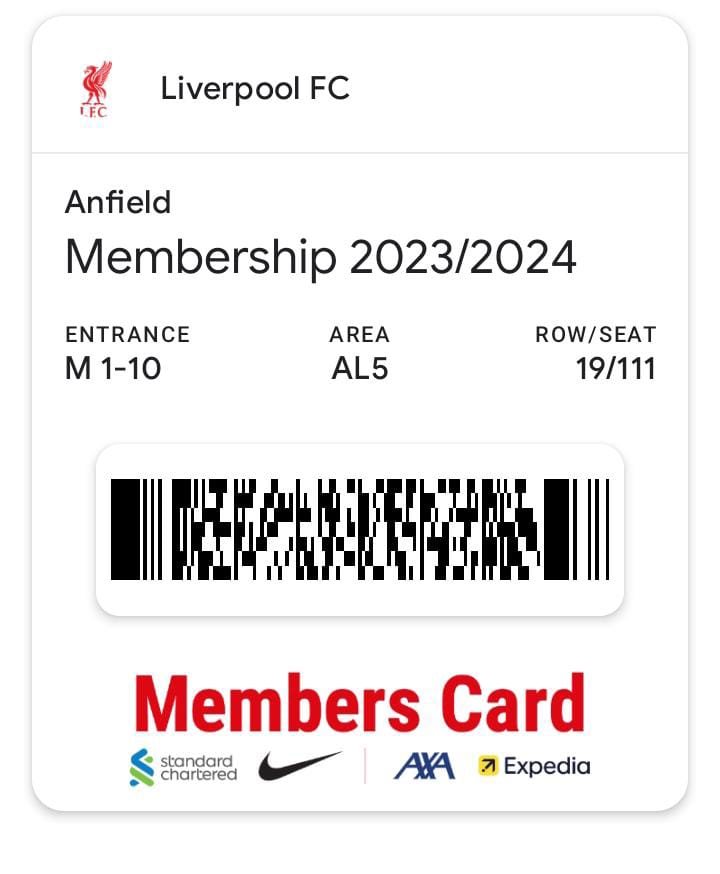 L.F.C
Liverpool FC
Anfield
Membership 2023/2024
ENTRANCE AREA ROW/SEAT
M 1-10 AL5 19/111
Members Card
standard
chartered
AXA
Expedia